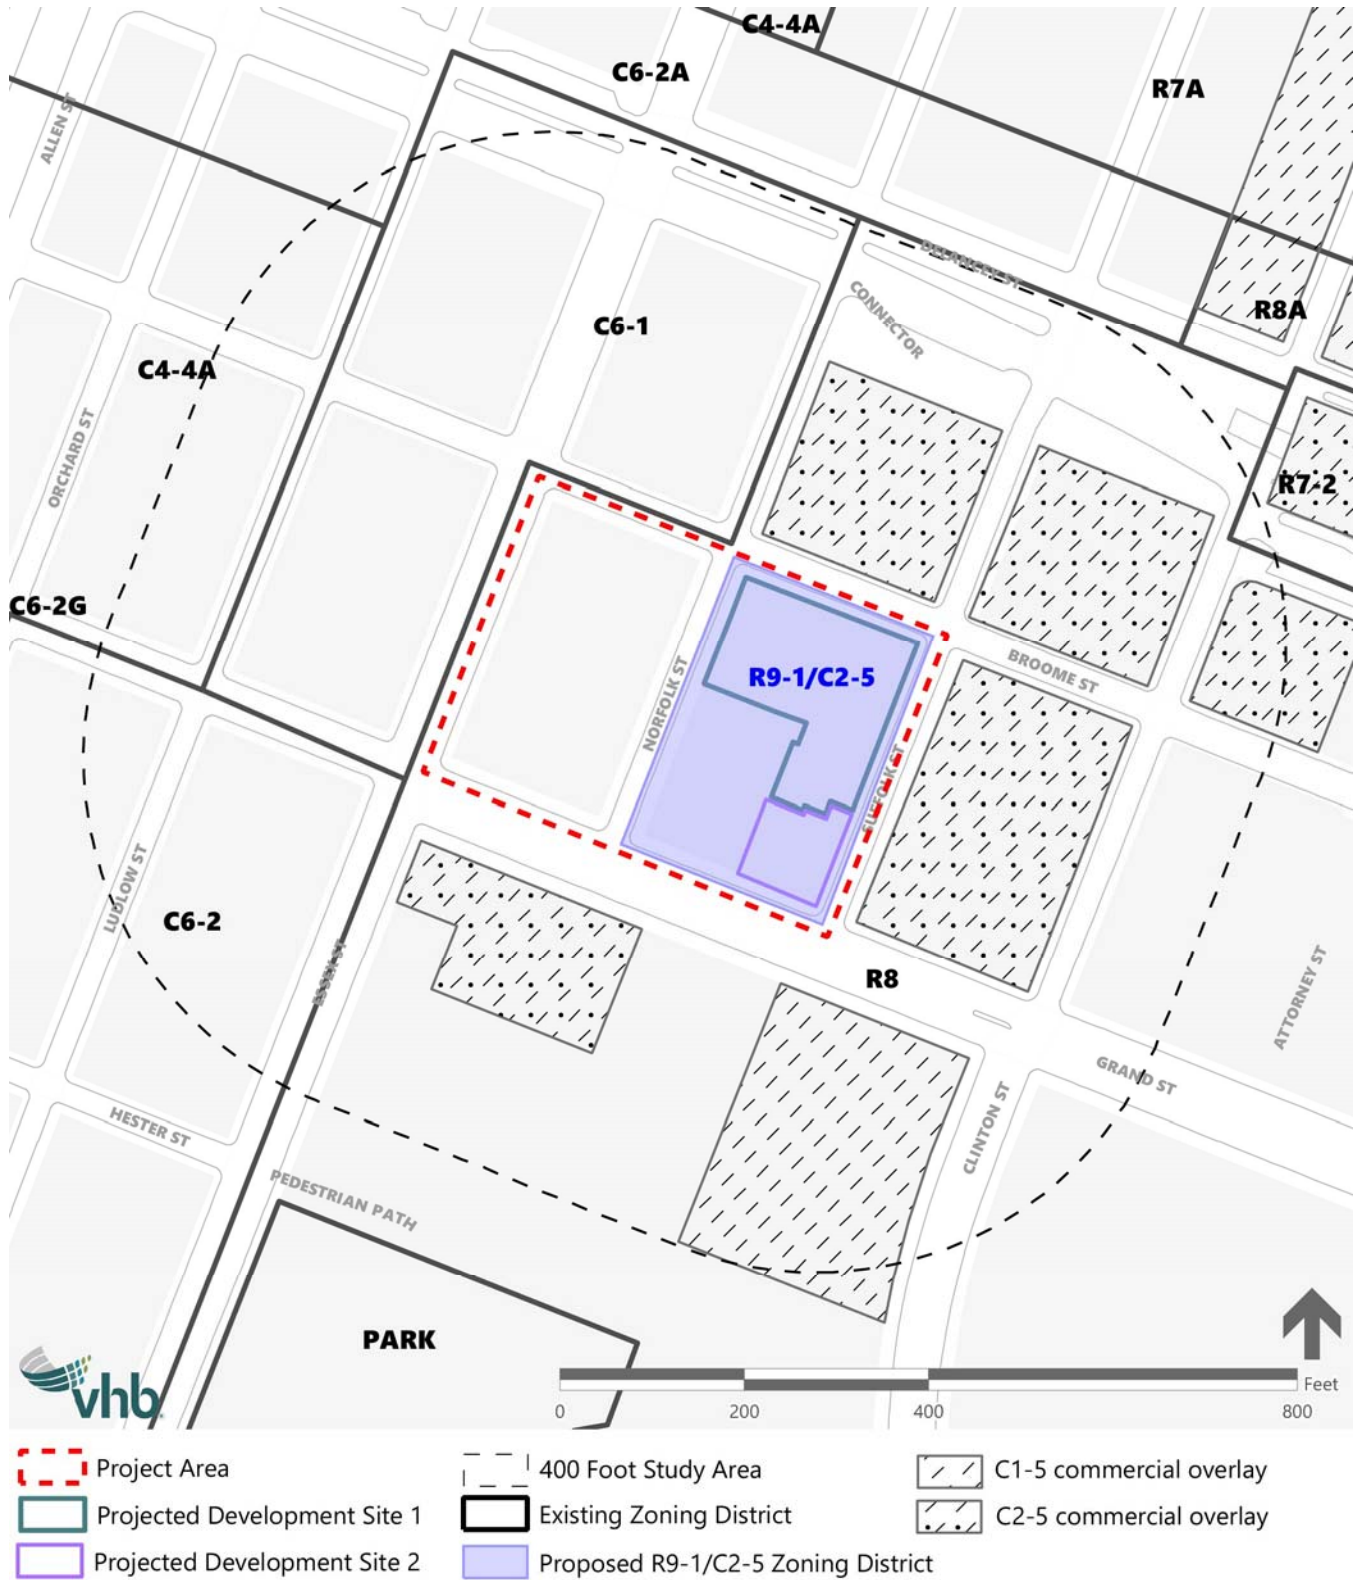 C4-4A
C6-2A
R7A
ALLEN ST
DELANCEY ST
CONNECTOR
R8A
C6-1
C4-4A
ORCHARD ST
R7-2
C6-2G
BROOME ST
NORFOLK ST
R9-1/C2-5
SUFFOLK ST
LUDLOW ST
C6-2
ESSEX ST
R8
ATTORNEY ST
GRAND ST
CLINTON ST
HESTER ST
PEDESTRIAN PATH
PARK
vhb
Feet
0 200 400 800
Project Area
400 Foot Study Area
C1-5 commercial overlay
Projected Development Site 1
Existing Zoning District
C2-5 commercial overlay
Projected Development Site 2
Proposed R9-1/C2-5 Zoning District